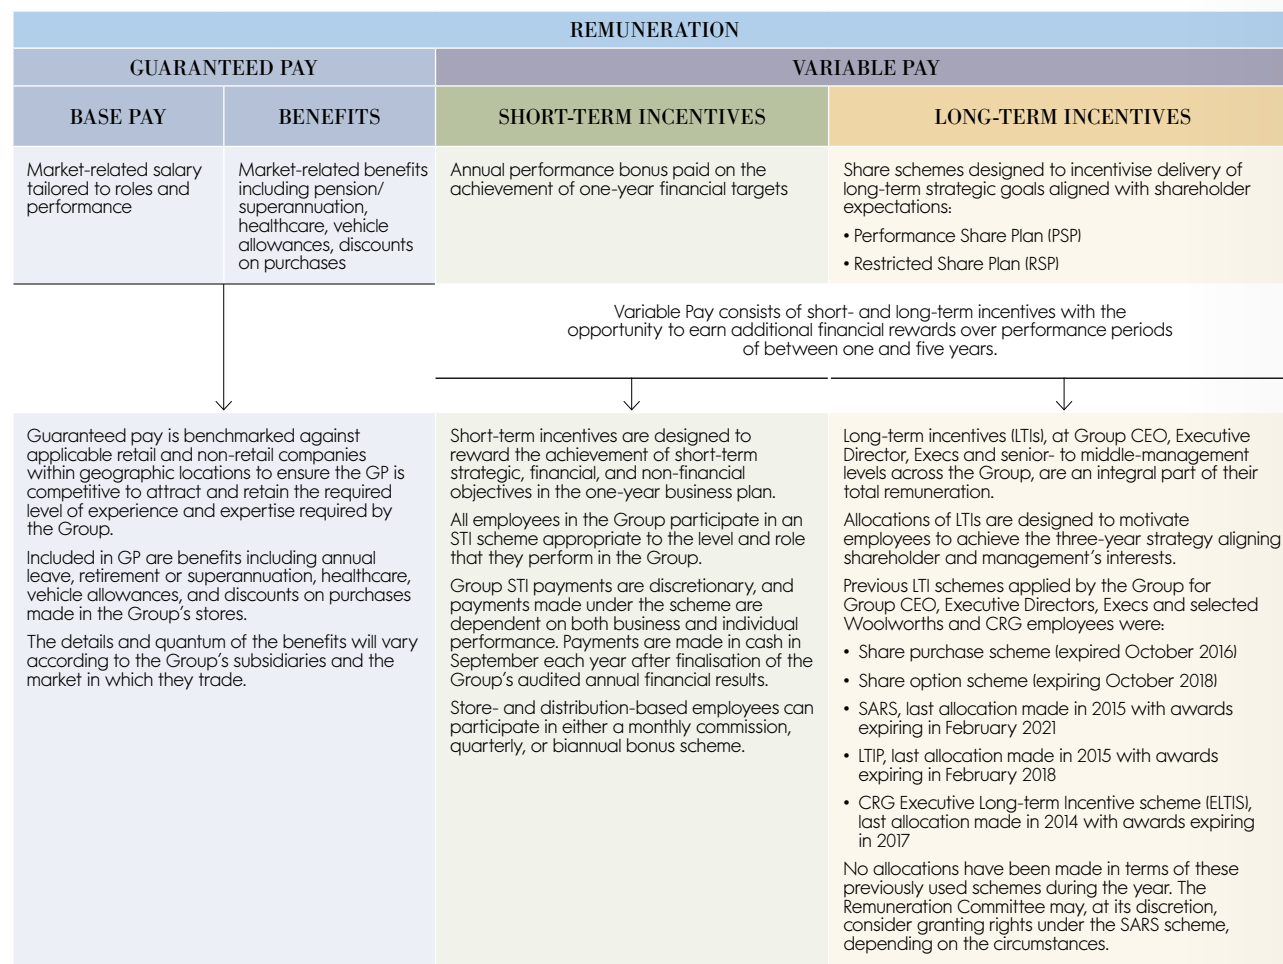 REMUNERATION
GUARANTEED PAY
VARIABLE PAY
BASE PAY
BENEFITS
SHORT-TERM INCENTIVES
LONG-TERM INCENTIVES
Market-related salary
tailored to roles and
performance
Market-related benefits
including pension/
superannuation,
healthcare, vehicle
allowances, discounts
on purchases
Annual performance bonus paid on the
achievement of one-year financial targets
Share schemes designed to incentivise delivery of
long-term strategic goals aligned with shareholder
expectations:
• Performance Share Plan (PSP)
• Restricted Share Plan (RSP)
Variable Pay consists of short- and long-term incentives with the
opportunity to earn additional financial rewards over performance periods
of between one and five years.
Guaranteed pay is benchmarked against
applicable retail and non-retail companies
within geographic locations to ensure the GP is
competitive to attract and retain the required
level of experience and expertise required by
the Group.
Included in GP are benefits including annual
leave, retirement or superannuation, healthcare,
vehicle allowances, and discounts on purchases
made in the Group's stores.
The details and quantum of the benefits will vary
according to the Group's subsidiaries and the
market in which they trade.
Short-term incentives are designed to
reward the achievement of short-term
strategic, financial, and non-financial
objectives in the one-year business plan.
All employees in the Group participate in an
STI scheme appropriate to the level and role
that they perform in the Group.
Group STI payments are discretionary, and
payments made under the scheme are
dependent on both business and individual
performance. Payments are made in cash in
September each year after finalisation of the
Group's audited annual financial results.
Store- and distribution-based employees can
participate in either a monthly commission,
quarterly, or biannual bonus scheme.
Long-term incentives (LTIs), at Group CEO, Executive
Director, Execs and senior- to middle-management
levels across the Group, are an integral part of their
total remuneration.
Allocations of LTIs are designed to motivate
employees to achieve the three-year strategy aligning
shareholder and management's interests.
Previous LTI schemes applied by the Group for
Group CEO, Executive Directors, Execs and selected
Woolworths and CRG employees were:
• Share purchase scheme (expired October 2016)
• Share option scheme (expiring October 2018)
• SARS, last allocation made in 2015 with awards
expiring in February 2021
• LTIP, last allocation made in 2015 with awards
expiring in February 2018
• CRG Executive Long-term Incentive scheme (ELTIS),
last allocation made in 2014 with awards expiring
in 2017
No allocations have been made in terms of these
previously used schemes during the year. The
Remuneration Committee may, at its discretion,
consider granting rights under the SARS scheme,
depending on the circumstances.